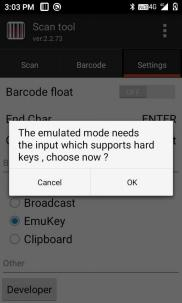 3:03 PM
4G
Scan tool
ver:2.2.73
Scan
Barcode
Settings
Barcode float
OFF
End Char
ENTER
The emulated mode needs
the input which supports hard
keys , choose now ?
Cancel
OK
Broadcast
EmuKey
Clipboard
Other
Developer